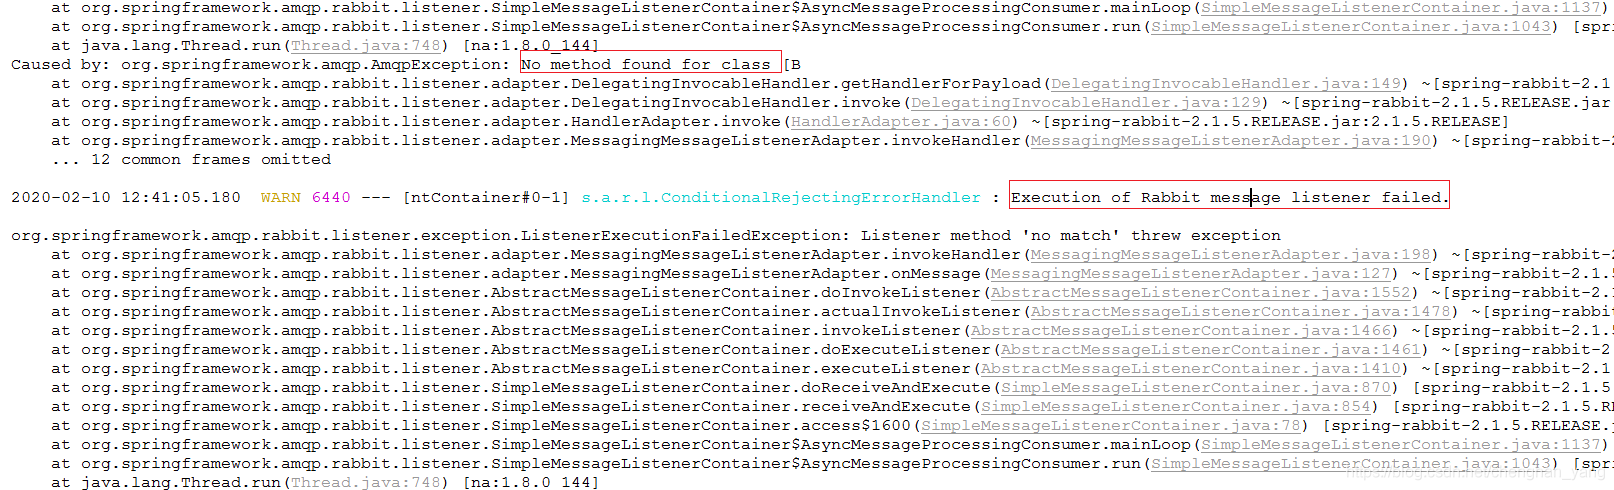 at org.springframework.amqp.rabbit.listener.SimpleMessageListenerContainer$AsyncMessageProcessingConsumer.mainLoop(SimpleMessageListenerContainer.java:1137)
at org.springframework.amqp.rabbit.listener.SimpleMessageListenerContainer$AsyncMessageProcessingConsumer.run(SimpleMessageListenerContainer.java:1043) [spr
at java.lang.Thread.run(Thread.java:748) [na:1.8.0_144]
Caused by: org.springframework.amqp.AmqpException: No method found for class [B
at org.springframework.amqp.rabbit.listener.adapter.DelegatingInvocableHandler.getHandlerForPayload(DelegatingInvocableHandler.java:149) ~[spring-rabbit-2.1
at org.springframework.amqp.rabbit.listener.adapter.DelegatingInvocableHandler.invoke(DelegatingInvocableHandler.java:129) ~[spring-rabbit-2.1.5.RELEASE.jar
at org.springframework.amqp.rabbit.listener.adapter.HandlerAdapter.invoke(HandlerAdapter.java:60) ~[spring-rabbit-2.1.5.RELEASE.jar:2.1.5.RELEASE]
at org.springframework.amqp.rabbit.listener.adapter.MessagingMessageListenerAdapter.invokeHandler(MessagingMessageListenerAdapter.java:190) ~[spring-rabbit-2
... 12 common frames omitted
2020-02-10 12:41:05.180  WARN 6440 --- [ntContainer#0-1] s.a.r.l.ConditionalRejectingErrorHandler : Execution of Rabbit message listener failed.
org.springframework.amqp.rabbit.listener.exception.ListenerExecutionFailedException: Listener method 'no match' threw exception
at org.springframework.amqp.rabbit.listener.adapter.MessagingMessageListenerAdapter.invokeHandler(MessagingMessageListenerAdapter.java:198) ~[spring-rabbit-2
at org.springframework.amqp.rabbit.listener.adapter.MessagingMessageListenerAdapter.onMessage(MessagingMessageListenerAdapter.java:127) ~[spring-rabbit-2.1.5
at org.springframework.amqp.rabbit.listener.AbstractMessageListenerContainer.doInvokeListener(AbstractMessageListenerContainer.java:1552) ~[spring-rabbit-2.1
at org.springframework.amqp.rabbit.listener.AbstractMessageListenerContainer.actualInvokeListener(AbstractMessageListenerContainer.java:1478) ~[spring-rabbit
at org.springframework.amqp.rabbit.listener.AbstractMessageListenerContainer.invokeListener(AbstractMessageListenerContainer.java:1466) ~[spring-rabbit-2.1.5
at org.springframework.amqp.rabbit.listener.AbstractMessageListenerContainer.doExecuteListener(AbstractMessageListenerContainer.java:1461) ~[spring-rabbit-2.
at org.springframework.amqp.rabbit.listener.AbstractMessageListenerContainer.executeListener(AbstractMessageListenerContainer.java:1410) ~[spring-rabbit-2.1
at org.springframework.amqp.rabbit.listener.SimpleMessageListenerContainer.doReceiveAndExecute(SimpleMessageListenerContainer.java:870) [spring-rabbit-2.1.5
at org.springframework.amqp.rabbit.listener.SimpleMessageListenerContainer.receiveAndExecute(SimpleMessageListenerContainer.java:854) [spring-rabbit-2.1.5.RE
at org.springframework.amqp.rabbit.listener.SimpleMessageListenerContainer.access$1600(SimpleMessageListenerContainer.java:78) [spring-rabbit-2.1.5.RELEASE.j
at org.springframework.amqp.rabbit.listener.SimpleMessageListenerContainer$AsyncMessageProcessingConsumer.mainLoop(SimpleMessageListenerContainer.java:1137)
at org.springframework.amqp.rabbit.listener.SimpleMessageListenerContainer$AsyncMessageProcessingConsumer.run(SimpleMessageListenerContainer.java:1043) [spr
at java.lang.Thread.run(Thread.java:748) [na:1.8.0 144]